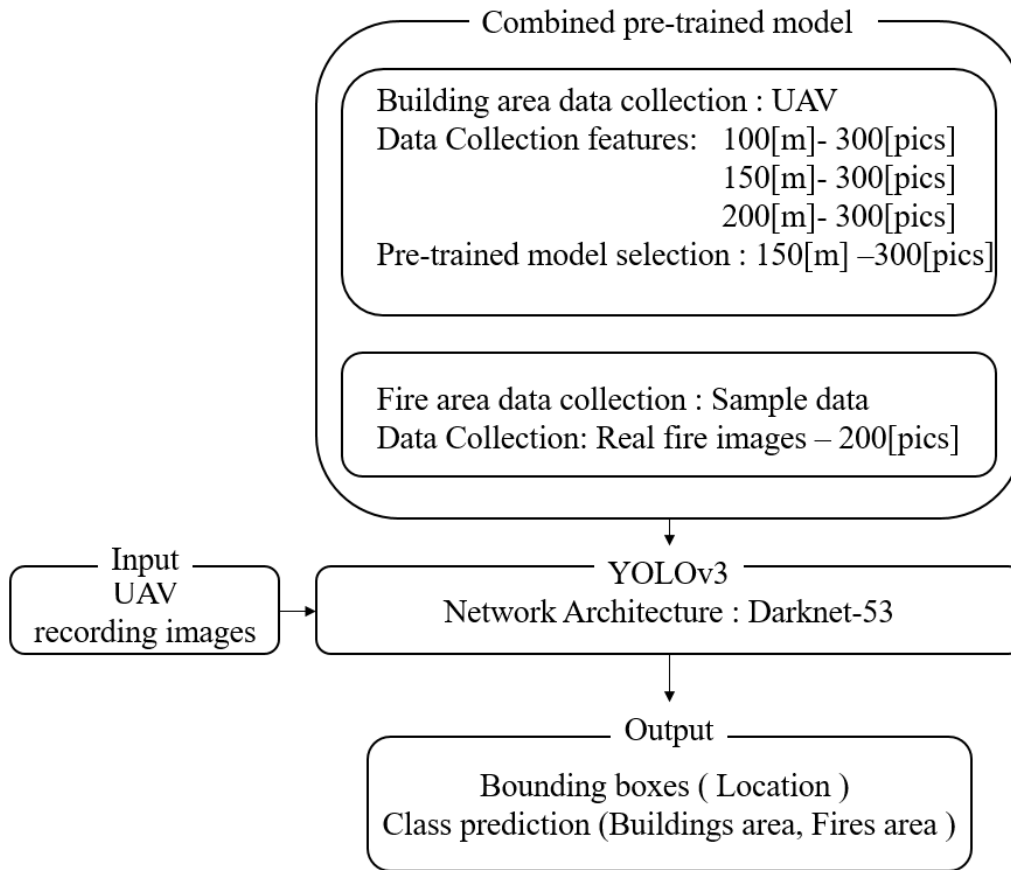 Combined pre-trained model
Building area data collection : UAV
Data Collection features: 100[m]- 300[pics]
150[m]- 300[pics]
200[m]- 300[pics]
Pre-trained model selection : 150[m] –300[pics]
Fire area data collection : Sample data
Data Collection: Real fire images – 200[pics]
Input
UAV
recording images
YOLOv3
Network Architecture : Darknet-53
Output
Bounding boxes ( Location )
Class prediction (Buildings area, Fires area )